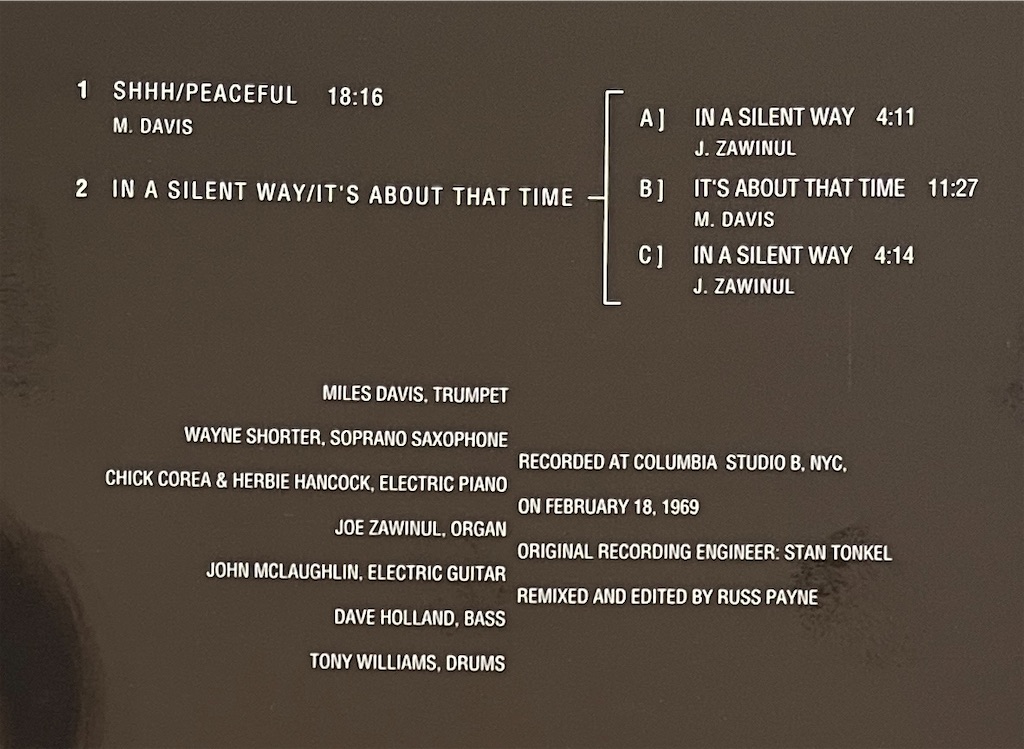 1 SHHH/PEACEFUL 18:16
M. DAVIS
2 IN A SILENT WAY/IT'S ABOUT THAT TIME
A] IN A SILENT WAY 4:11
J. ZAWINUL
B] IT'S ABOUT THAT TIME 11:27
M. DAVIS
C] IN A SILENT WAY 4:14
J. ZAWINUL
MILES DAVIS, TRUMPET
WAYNE SHORTER, SOPRANO SAXOPHONE
CHICK COREA & HERBIE HANCOCK, ELECTRIC PIANO
JOE ZAWINUL, ORGAN
JOHN MCLAUGHLIN, ELECTRIC GUITAR
DAVE HOLLAND, BASS
TONY WILLIAMS, DRUMS
RECORDED AT COLUMBIA STUDIO B, NYC,
ON FEBRUARY 18, 1969
ORIGINAL RECORDING ENGINEER: STAN TONKEL
REMIXED AND EDITED BY RUSS PAYNE